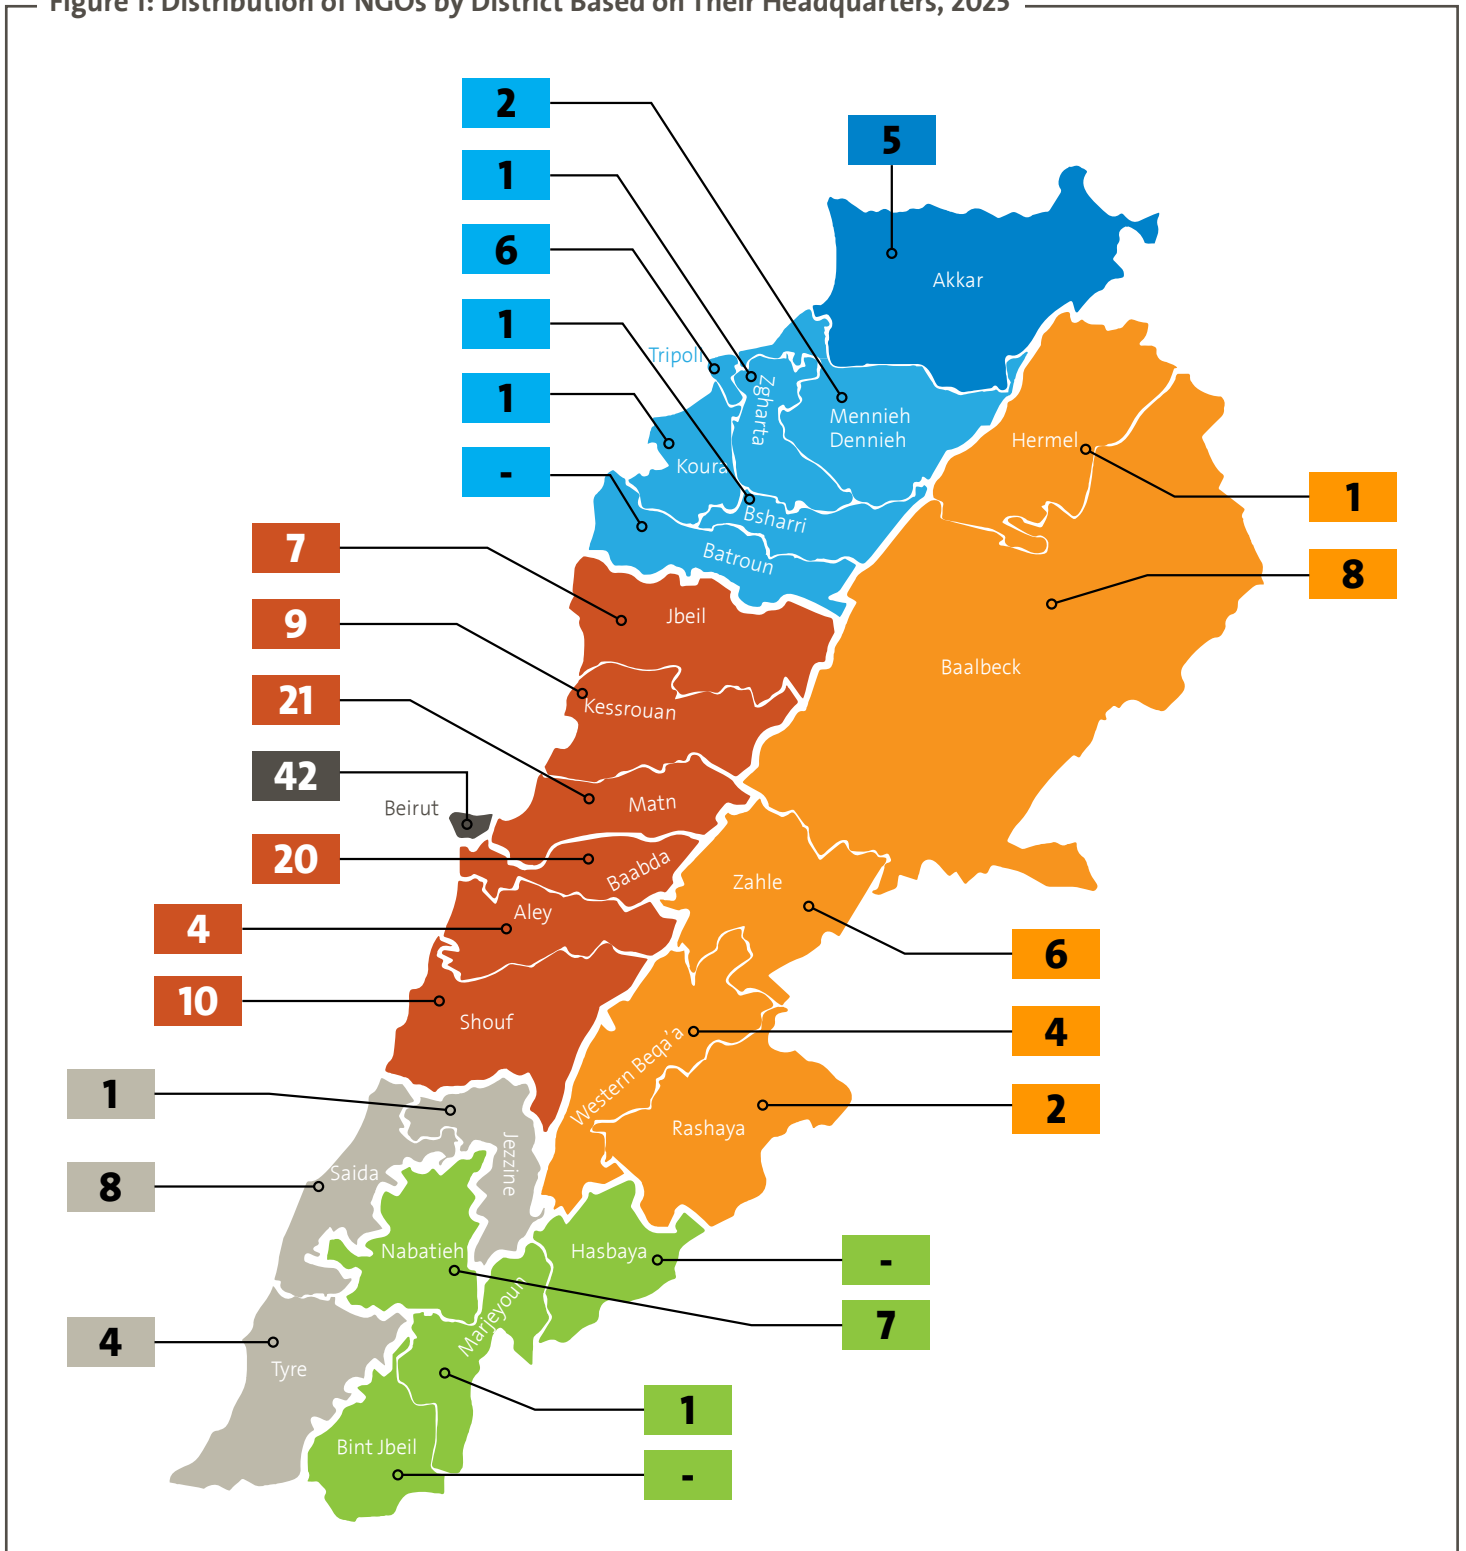 Figure 1: Distribution of NGOs by District Based on Their Headquarters, 2025
2
5
1
6
1
1
-
Akkar
Tripoli
Zgharta
Mennieh
Dennieh
Koura
Bsharri
Batroun
Hermel
1
8
Baalbeck
7
9
21
42
20
4
10
Jbeil
Kessrouan
Matn
Beirut
Baabda
Aley
Shouf
Zahle
6
Western Beqa'a
4
Rashaya
2
1
8
4
Jezzine
Saida
Nabatieh
Hasbaya
-
7
Marjeyoun
Tyre
1
Bint Jbeil
-